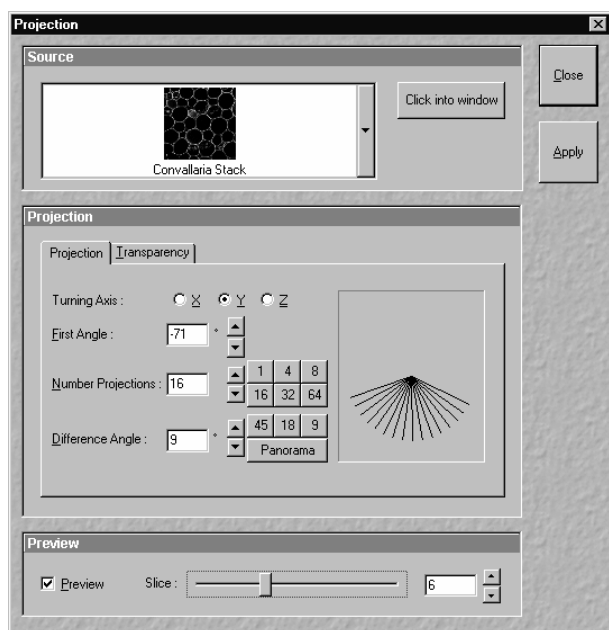 Projection
Source
Convallaria Stack
Click into window
Close
Apply
Projection
Projection Transparency
Turning Axis : X Y Z
First Angle : -71 °
Number Projections : 16
1 4 8
16 32 64
Difference Angle : 9 °
45 18 9
Panorama
Preview
Preview Slice : 6